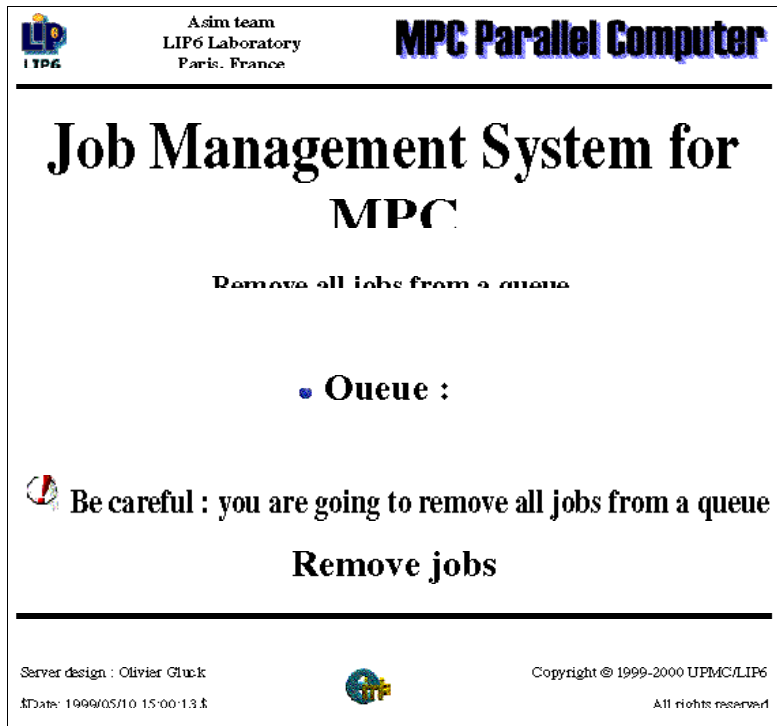 LIP6
Asim team
LIP6 Laboratory
Paris, France
MPC Parallel Computer
Job Management System for
MPC
Remove all jobs from a queue
Queue :
Be careful : you are going to remove all jobs from a queue
Remove jobs
Server design : Olivier Gluck
$Date: 1999/05/10 15:00:13 $
Copyright © 1999-2000 UPMC/LIP6
All rights reserved